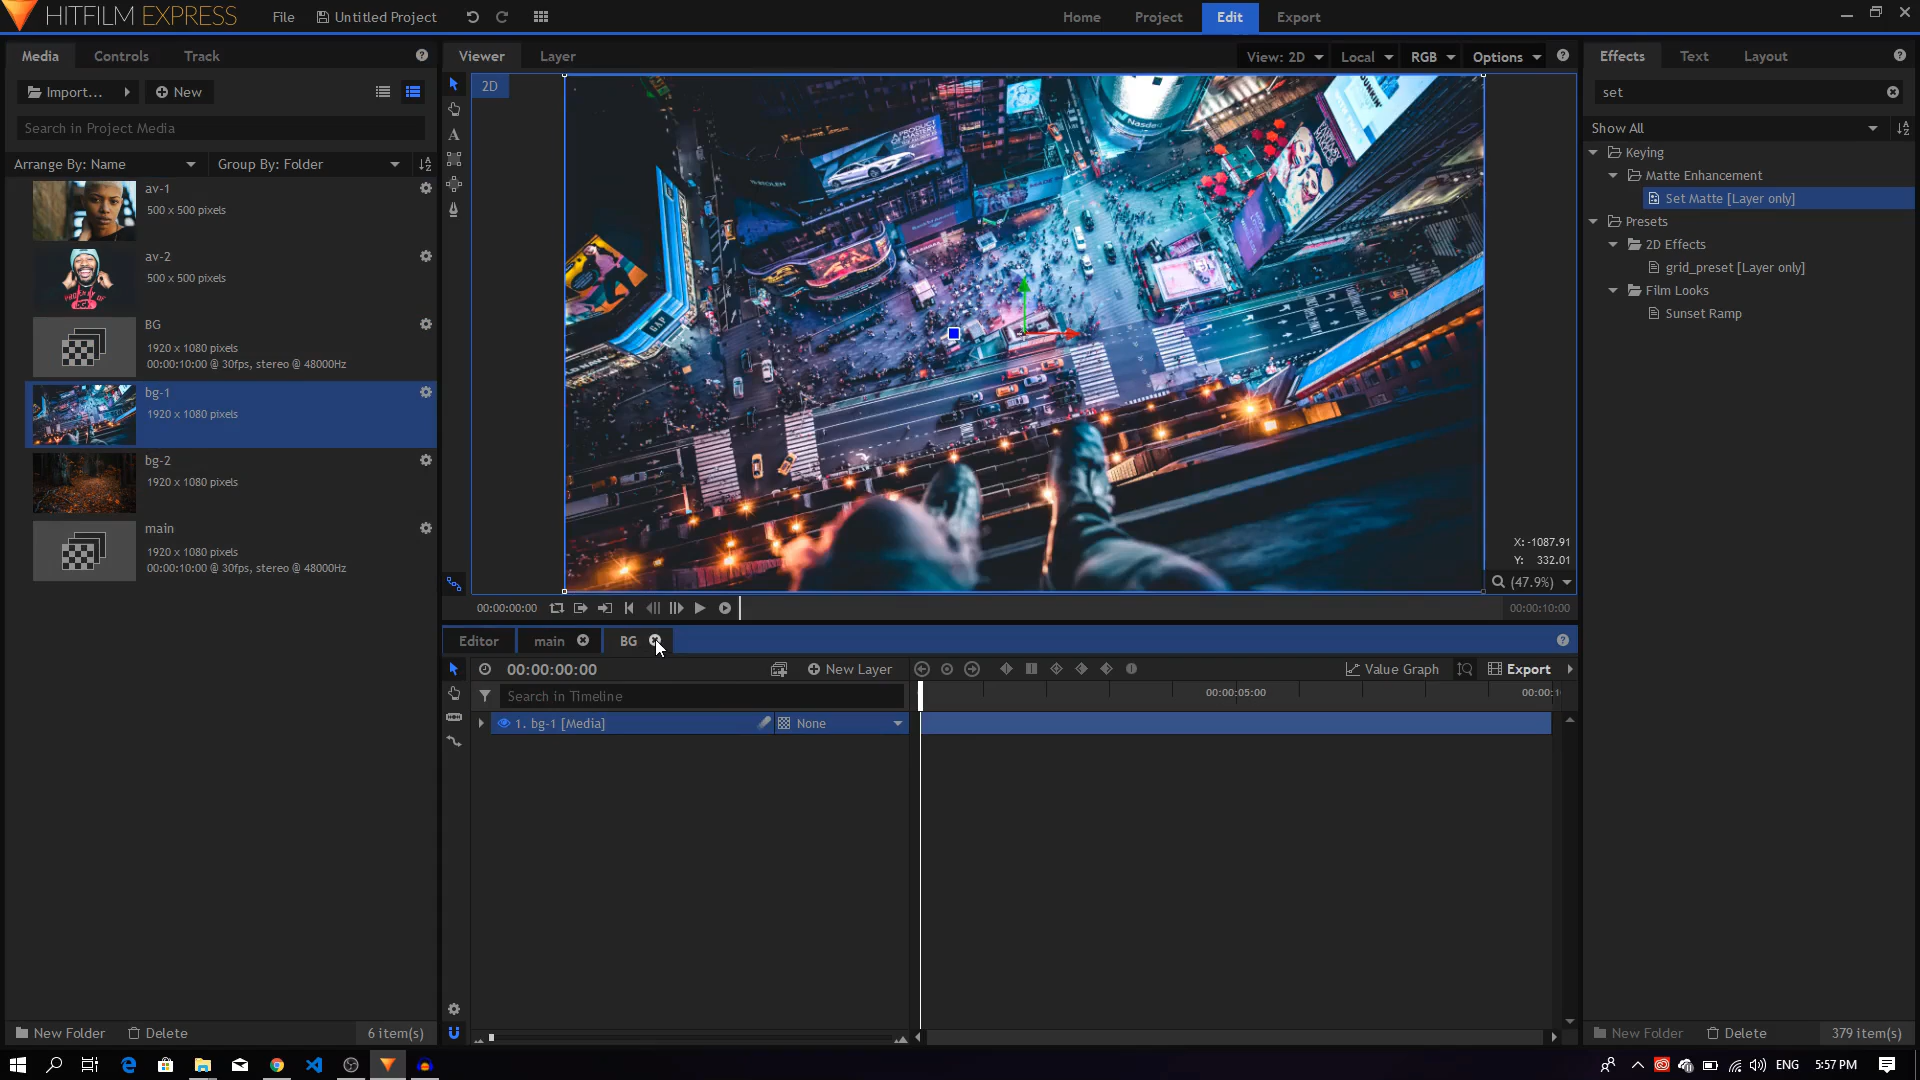 HITFILM EXPRESS
File
Untitled Project
Home
Project
Edit
Export
Media
Controls
Track
Viewer
Layer
View: 2D
Local
RGB
Options
Effects
Text
Layout
Import...
New
Search in Project Media
Arrange By: Name
Group By: Folder
av-1
500 x 500 pixels
av-2
500 x 500 pixels
BG
1920 x 1080 pixels
00:00:10:00 @ 30fps, stereo @ 48000Hz
bg-1
1920 x 1080 pixels
bg-2
1920 x 1080 pixels
main
1920 x 1080 pixels
00:00:10:00 @ 30fps, stereo @ 48000Hz
New Folder
Delete
6 item(s)
2D
A PRODUCT
MASTERY
Nasdaq
GAP
X: -1087.91
Y: 332.01
(47.9%)
00:00:00:00
00:00:10:00
Editor
main
BG
00:00:00:00
New Layer
Value Graph
Export
Search in Timeline
00:00:05:00
00:00:1
1. bg-1 [Media]
None
set
Show All
Keying
Matte Enhancement
Set Matte [Layer only]
Presets
2D Effects
grid_preset [Layer only]
Film Looks
Sunset Ramp
New Folder
Delete
379 item(s)
ENG
5:57 PM